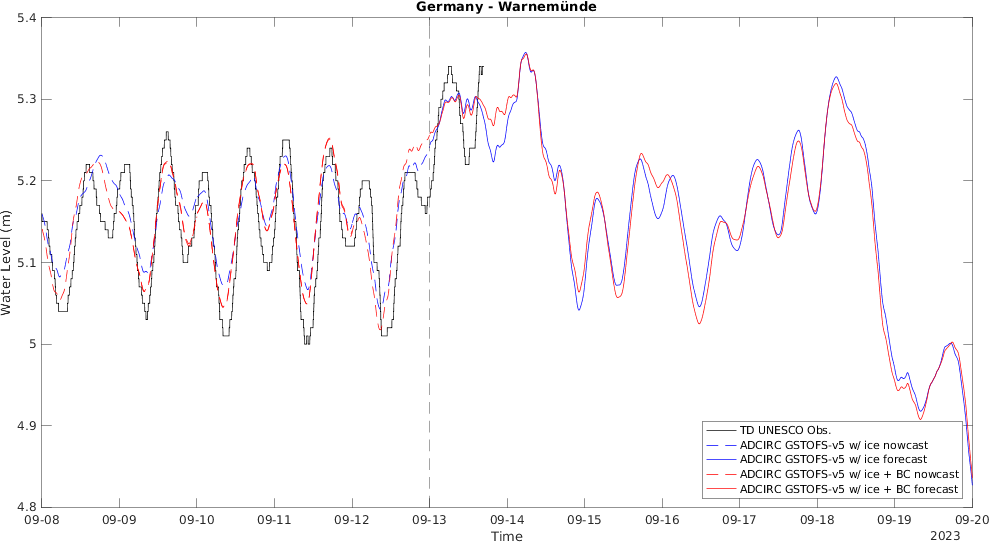 Germany - Warnemünde
5.4
5.3
5.2
5.1
5
4.9
4.8
Water Level (m)
TD UNESCO Obs.
ADCIRC GSTOFS-v5 w/ ice nowcast
ADCIRC GSTOFS-v5 w/ ice forecast
ADCIRC GSTOFS-v5 w/ ice + BC nowcast
ADCIRC GSTOFS-v5 w/ ice + BC forecast
09-08 09-09 09-10 09-11 09-12 09-13 09-14 09-15 09-16 09-17 09-18 09-19 09-20
Time 2023